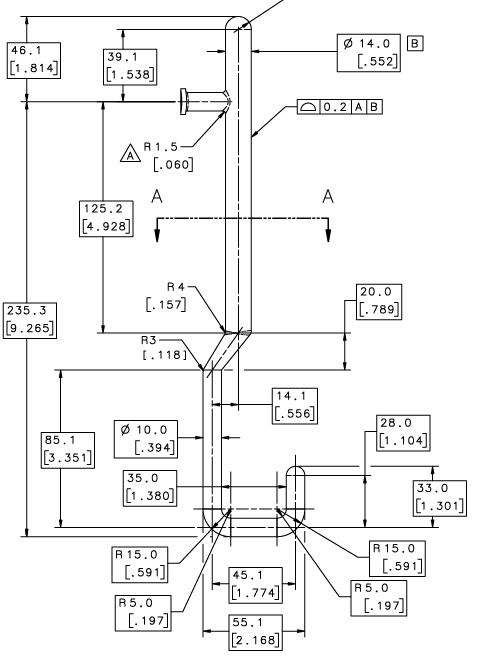 46.1
[1.814]
39.1
[1.538]
Ø 14.0
[.552]
B
⌓ 0.2 A B
A
R1.5
[.060]
A
A
125.2
[4.928]
R4
[.157]
20.0
[.789]
235.3
[9.265]
R3
[.118]
14.1
[.556]
Ø 10.0
[.394]
28.0
[1.104]
85.1
[3.351]
35.0
[1.380]
33.0
[1.301]
R15.0
[.591]
R15.0
[.591]
45.1
[1.774]
R5.0
[.197]
R5.0
[.197]
55.1
[2.168]